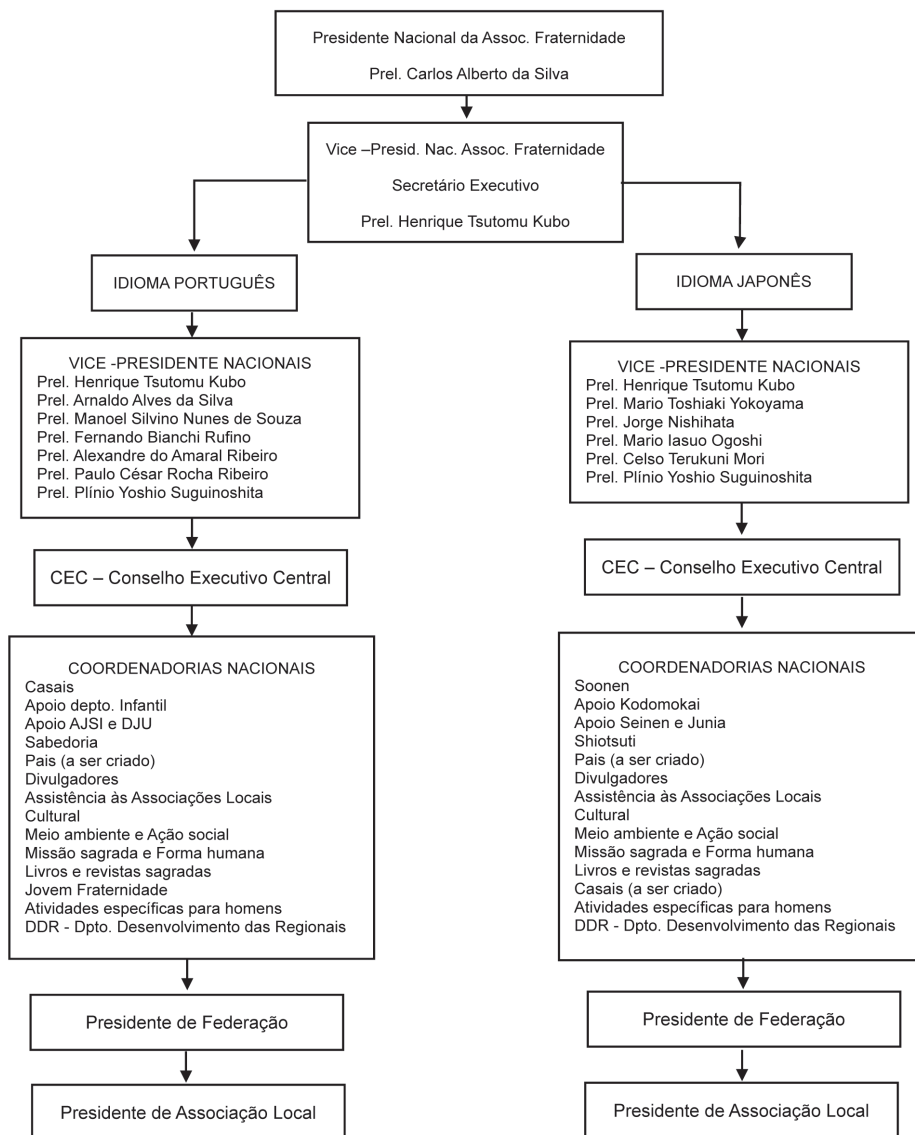 Presidente Nacional da Assoc. Fraternidade
Prel. Carlos Alberto da Silva
Vice –Presid. Nac. Assoc. Fraternidade
Secretário Executivo
Prel. Henrique Tsutomu Kubo
IDIOMA PORTUGUÊS
VICE -PRESIDENTE NACIONAIS
Prel. Henrique Tsutomu Kubo
Prel. Arnaldo Alves da Silva
Prel. Manoel Silvino Nunes de Souza
Prel. Fernando Bianchi Rufino
Prel. Alexandre do Amaral Ribeiro
Prel. Paulo César Rocha Ribeiro
Prel. Plínio Yoshio Suguinoshita
CEC – Conselho Executivo Central
COORDENADORIAS NACIONAIS
Casais
Apoio depto. Infantil
Apoio AJSI e DJU
Sabedoria
Pais (a ser criado)
Divulgadores
Assistência às Associações Locais
Cultural
Meio ambiente e Ação social
Missão sagrada e Forma humana
Livros e revistas sagradas
Jovem Fraternidade
Atividades específicas para homens
DDR - Dpto. Desenvolvimento das Regionais
Presidente de Federação
Presidente de Associação Local
IDIOMA JAPONÊS
VICE -PRESIDENTE NACIONAIS
Prel. Henrique Tsutomu Kubo
Prel. Mario Toshiaki Yokoyama
Prel. Jorge Nishihata
Prel. Mario Iasuo Ogoshi
Prel. Celso Terukuni Mori
Prel. Plínio Yoshio Suguinoshita
CEC – Conselho Executivo Central
COORDENADORIAS NACIONAIS
Soonen
Apoio Kodomokai
Apoio Seinen e Junia
Shiotsuti
Pais (a ser criado)
Divulgadores
Assistência às Associações Locais
Cultural
Meio ambiente e Ação social
Missão sagrada e Forma humana
Livros e revistas sagradas
Casais (a ser criado)
Atividades específicas para homens
DDR - Dpto. Desenvolvimento das Regionais
Presidente de Federação
Presidente de Associação Local